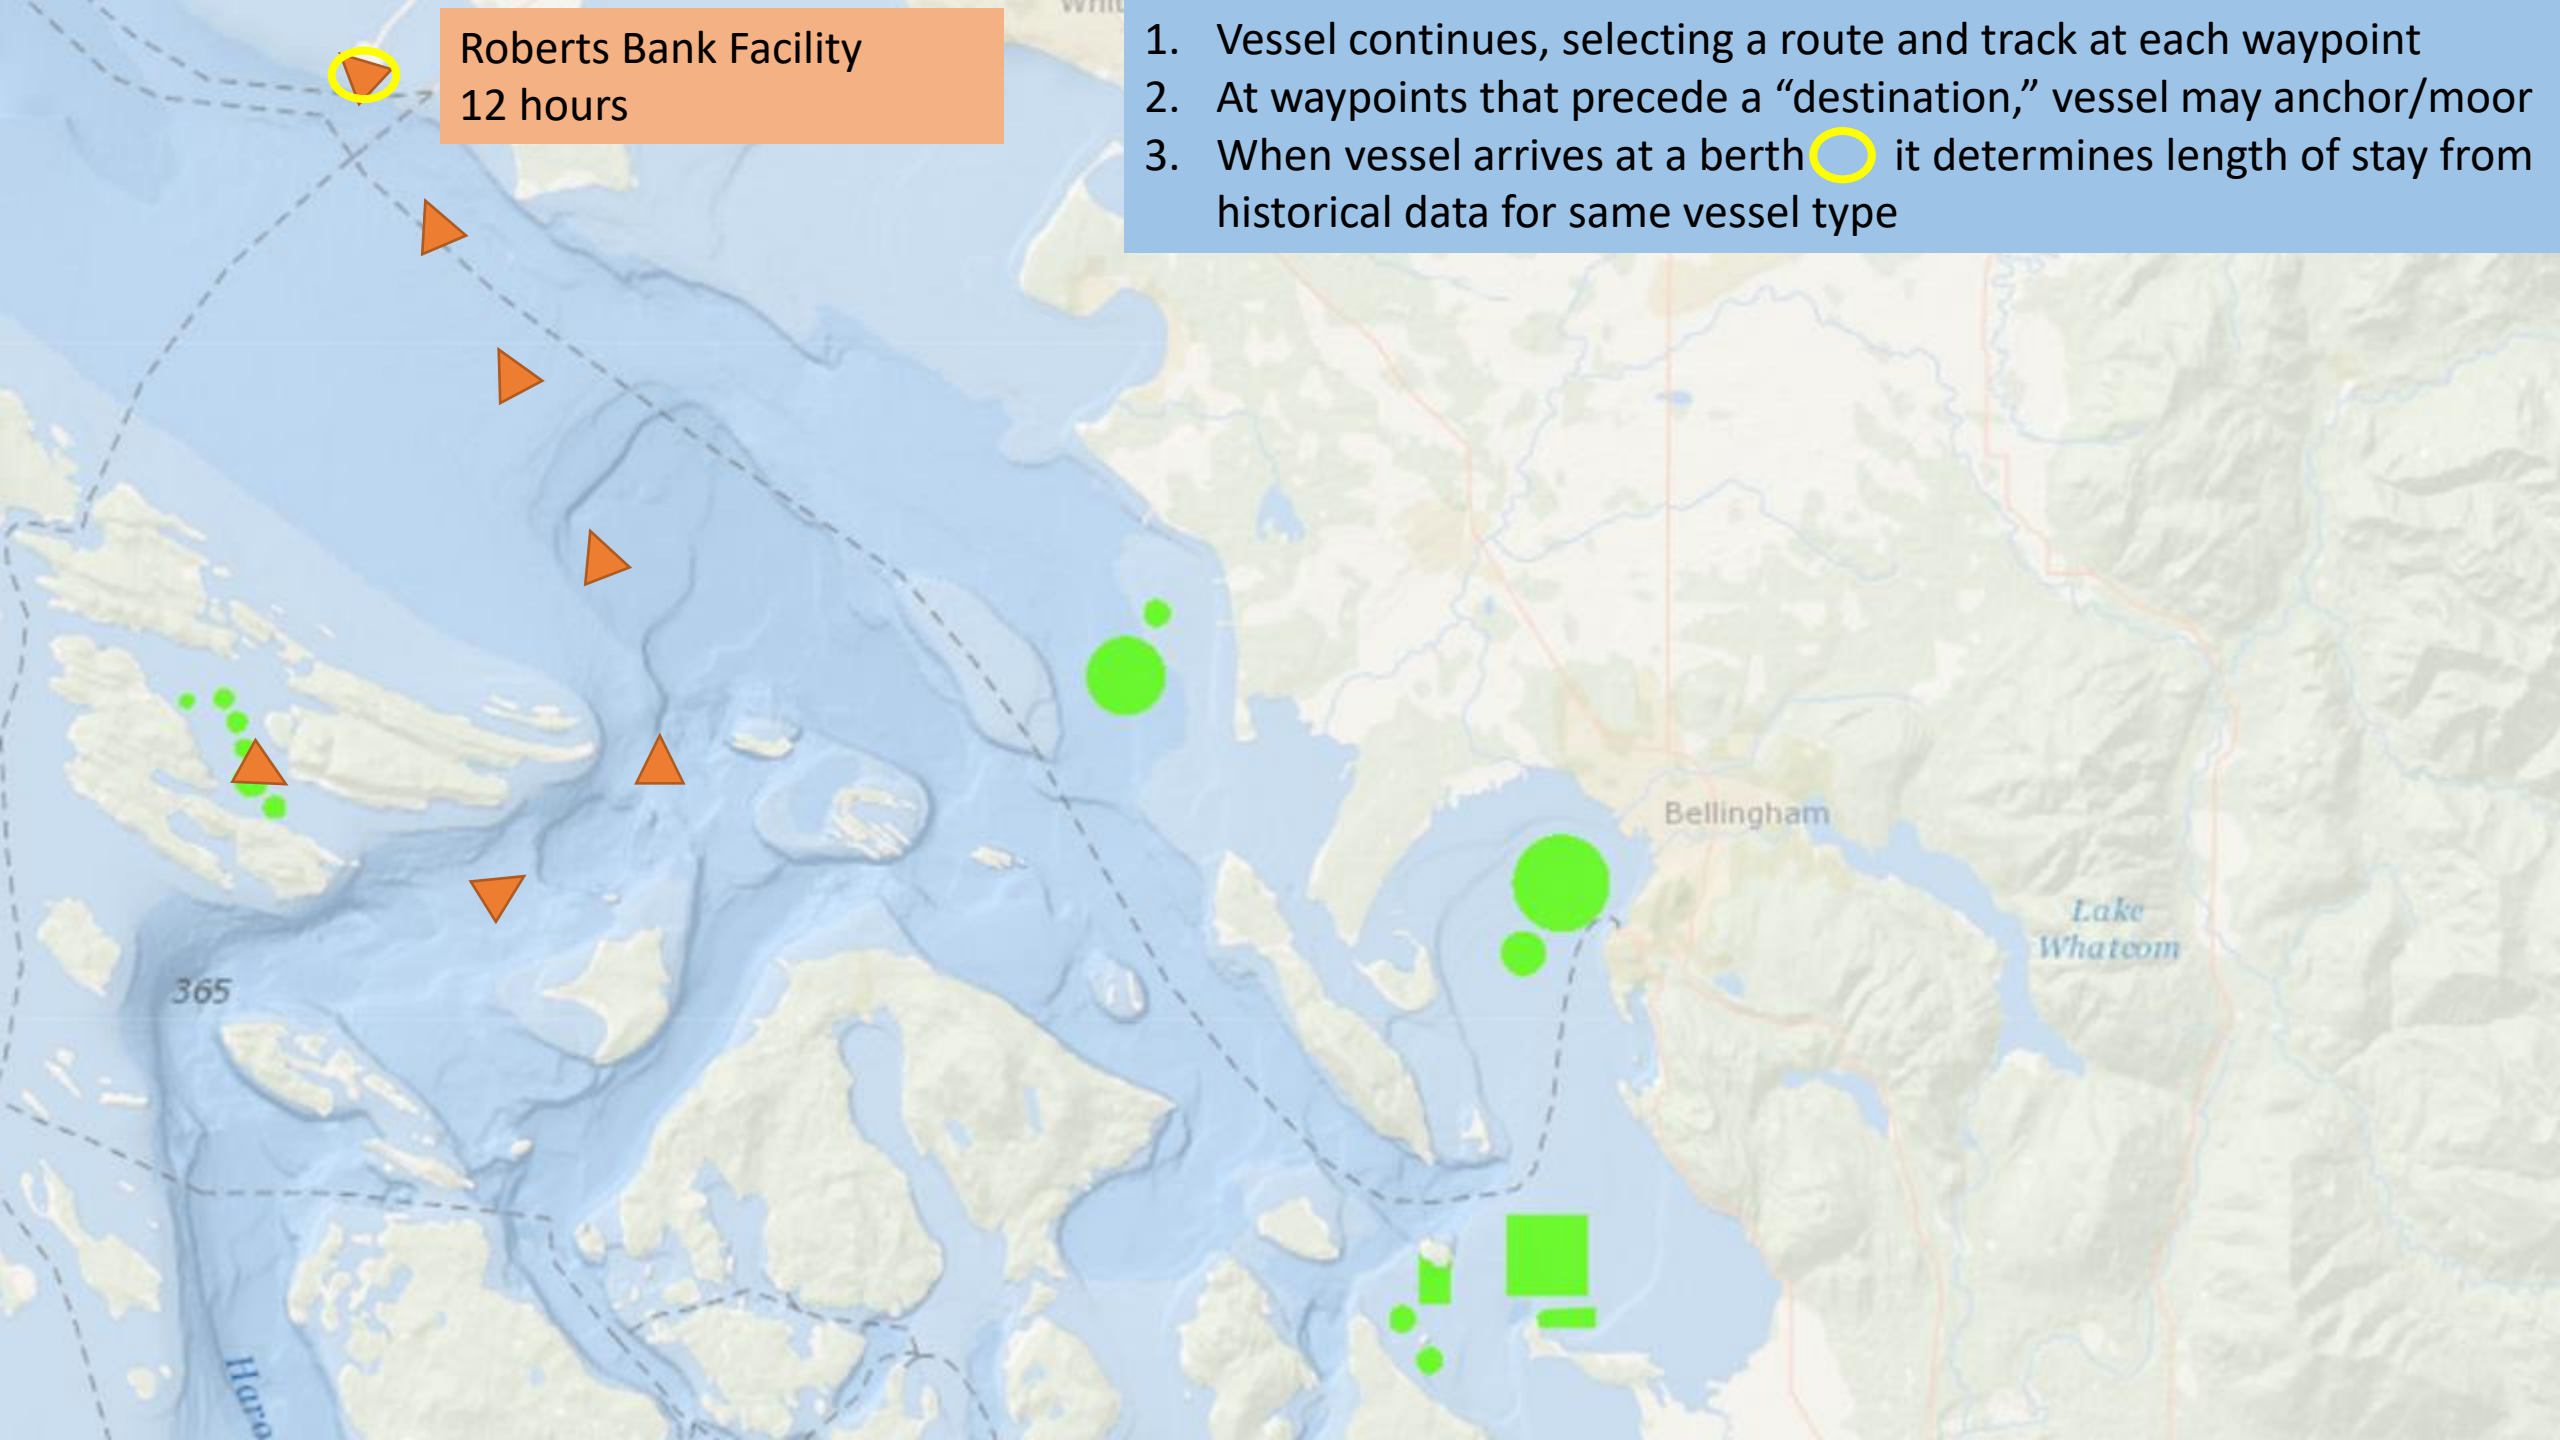 Roberts Bank Facility
12 hours
1. Vessel continues, selecting a route and track at each waypoint
2. At waypoints that precede a “destination,” vessel may anchor/moor
3. When vessel arrives at a berth it determines length of stay from
historical data for same vessel type
Bellingham
Lake
Whatcom
365
Haro